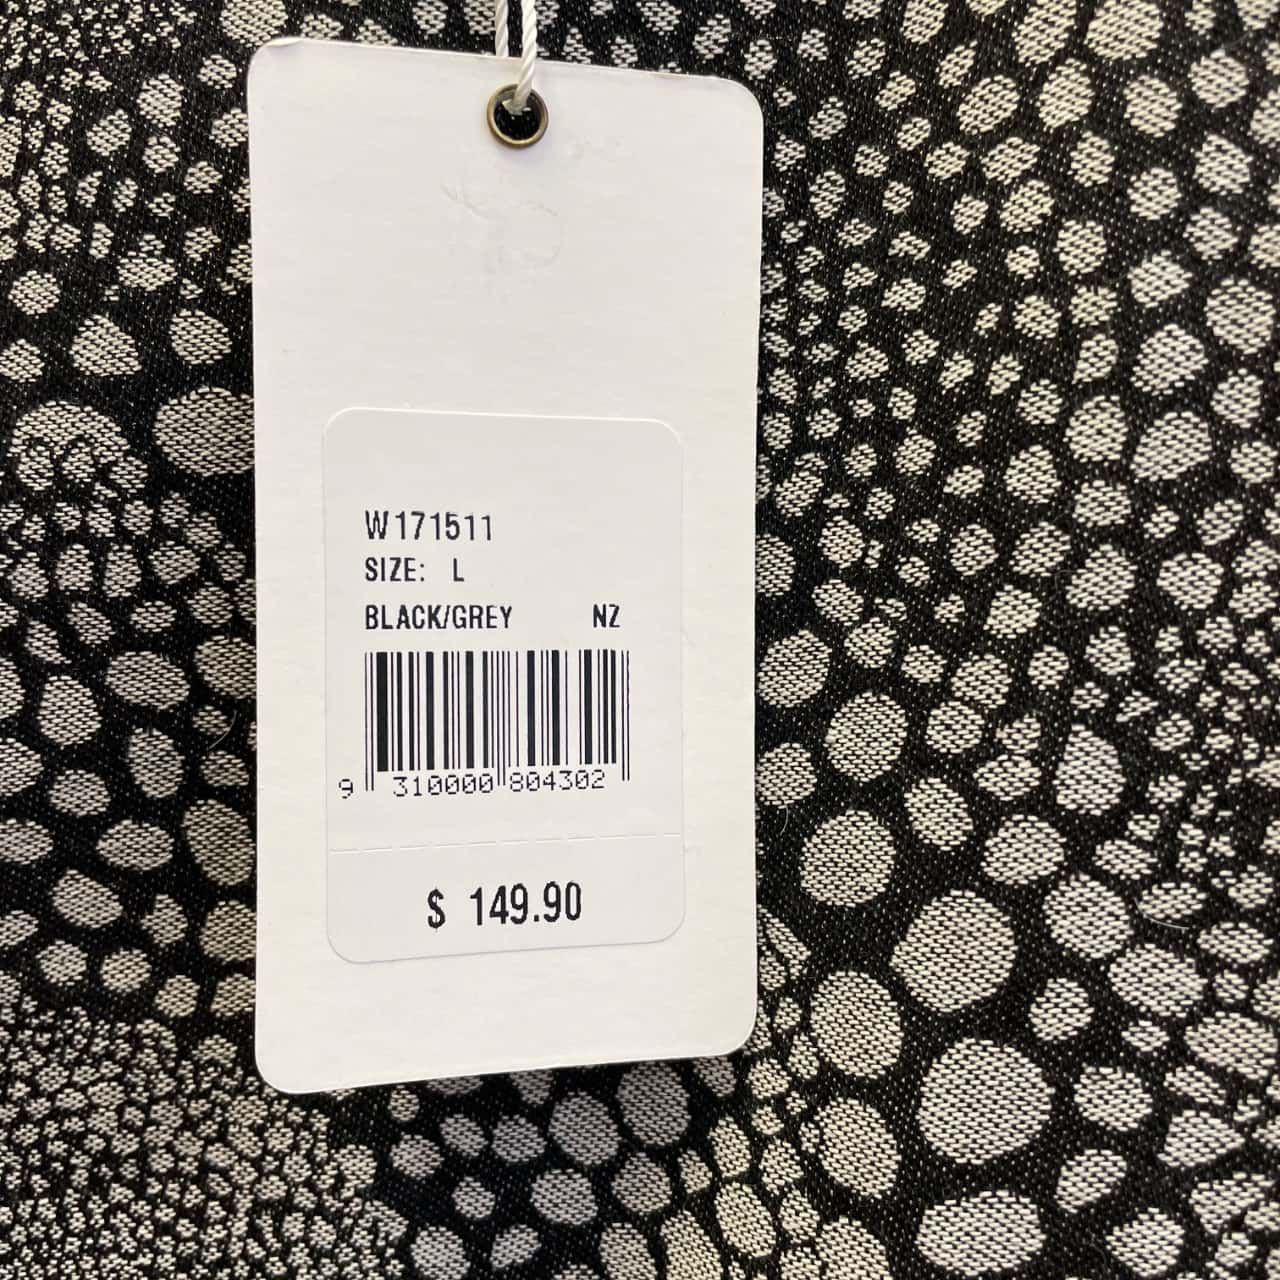 W171511
SIZE: L
BLACK/GREY NZ
9 310000 804302
$ 149.90